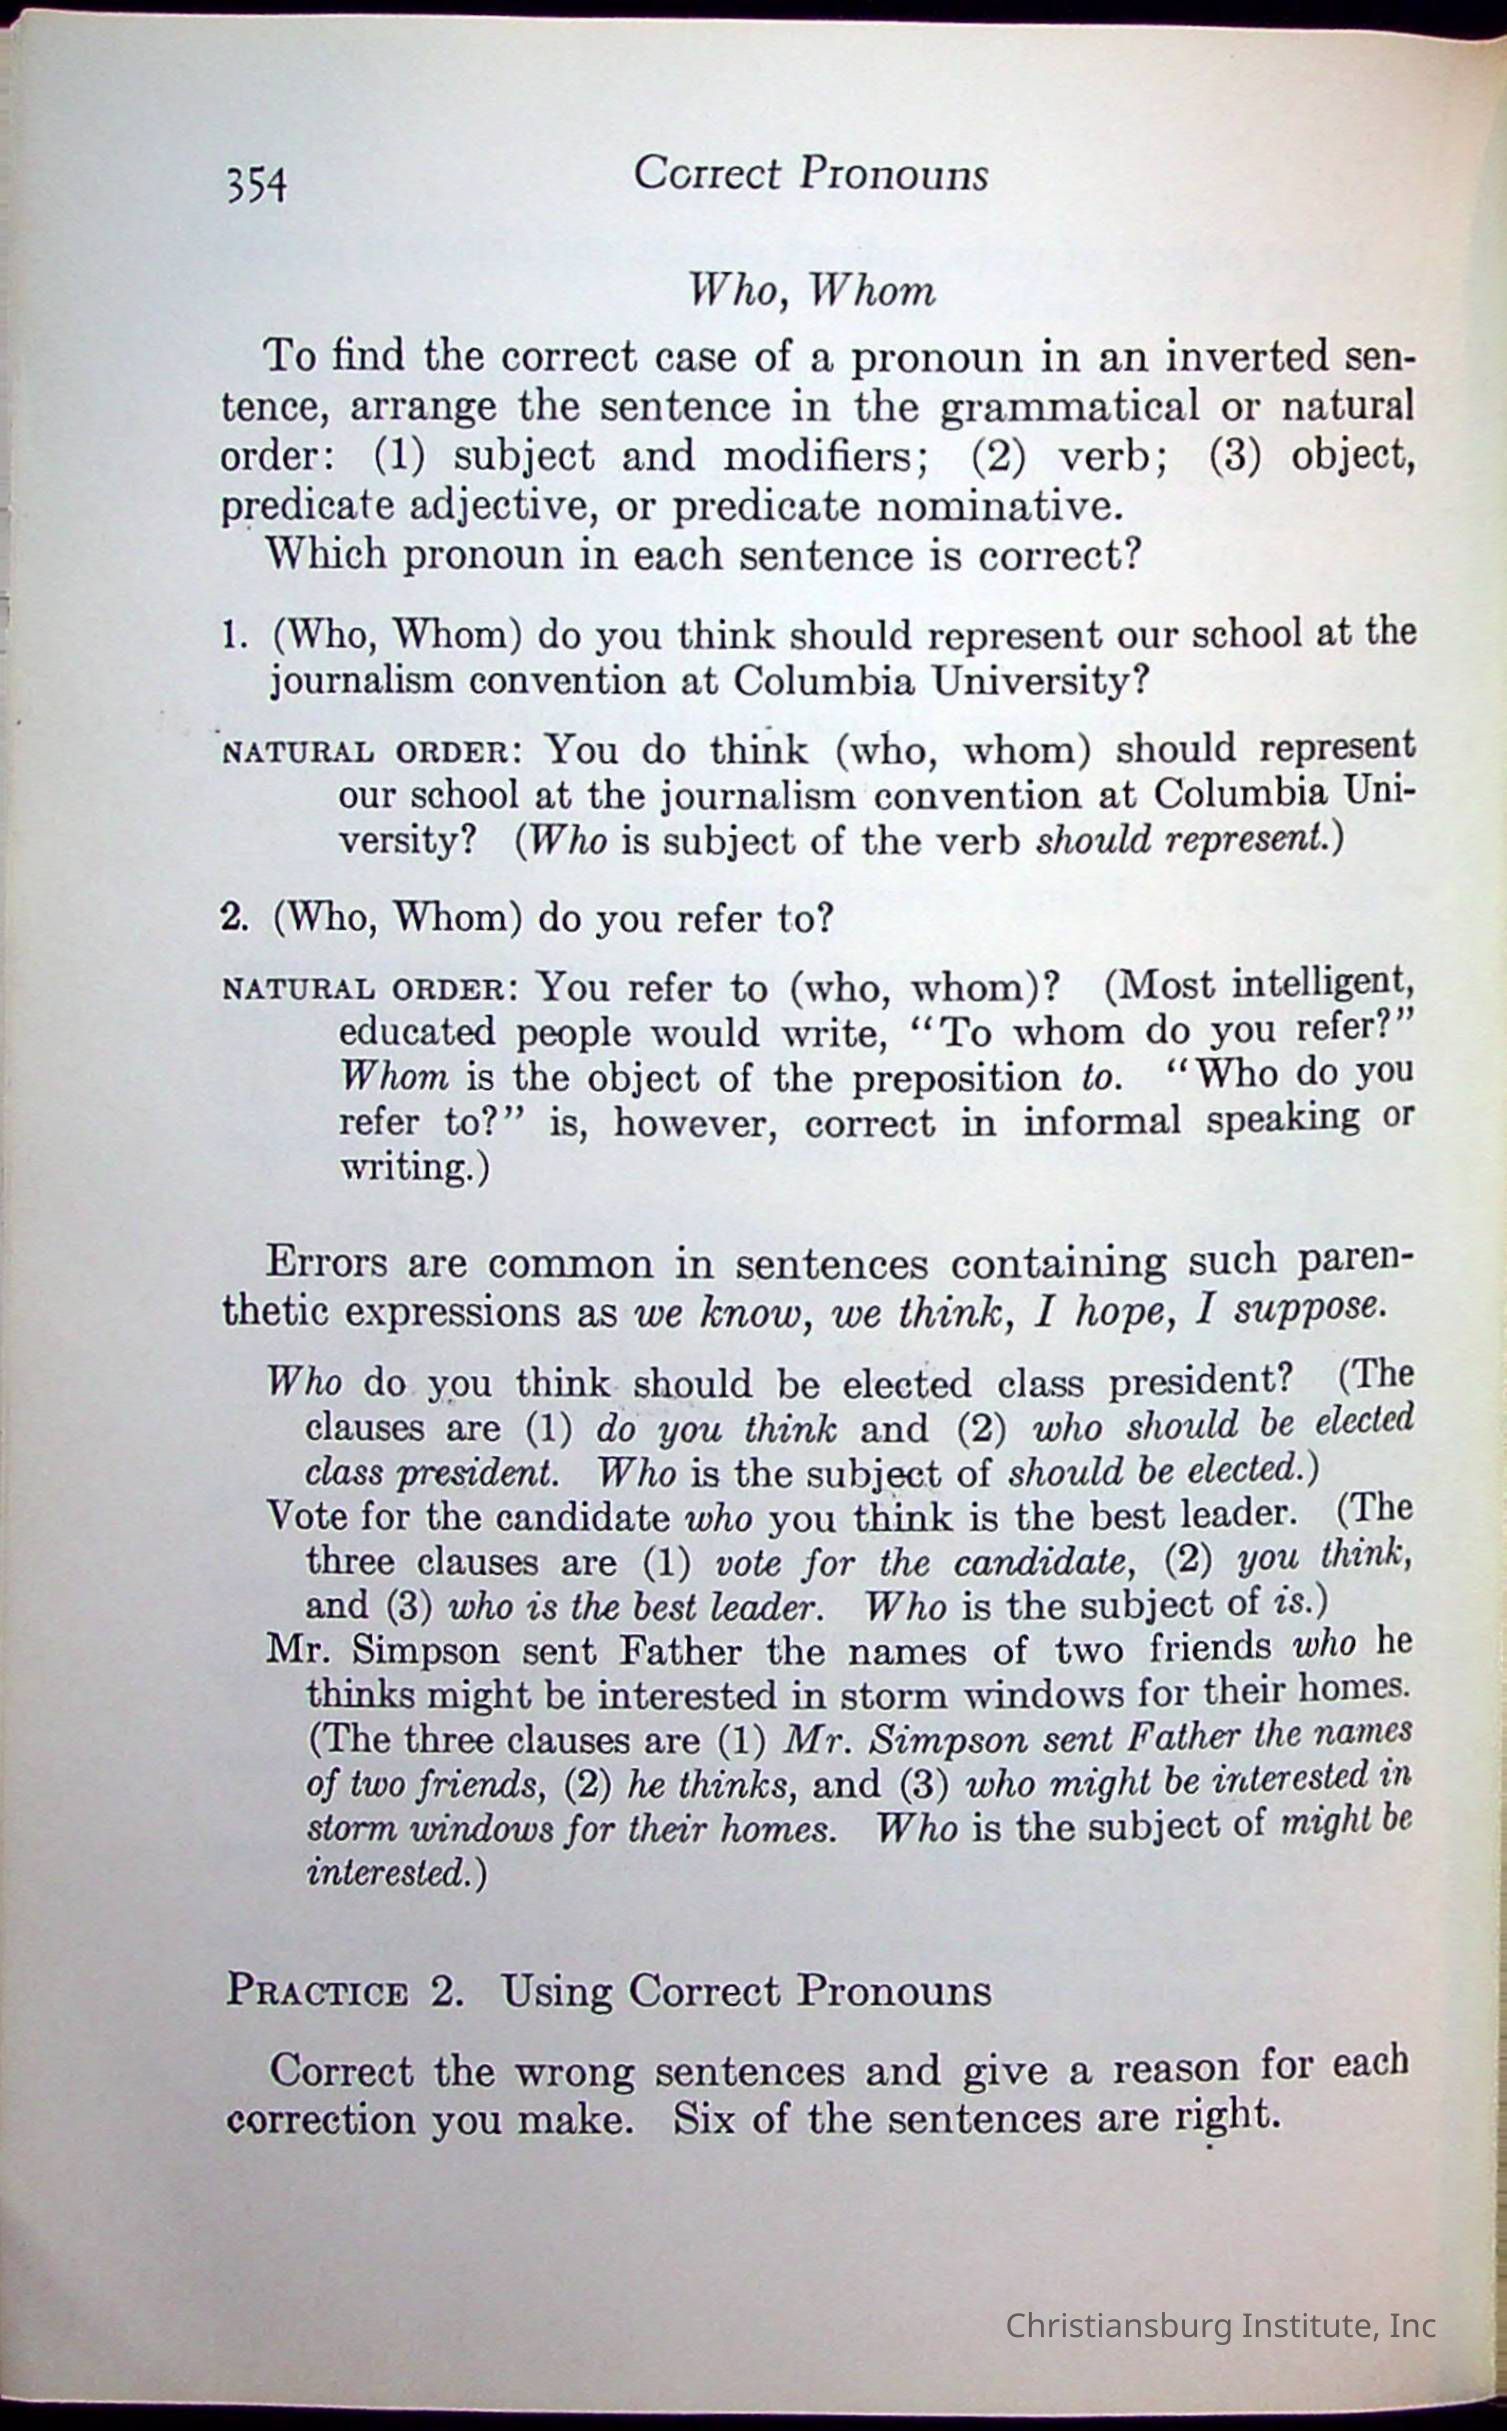 354
Correct Pronouns
Who, Whom
To find the correct case of a pronoun in an inverted sen-
tence, arrange the sentence in the grammatical or natural
order: (1) subject and modifiers; (2) verb; (3) object,
predicate adjective, or predicate nominative.
Which pronoun in each sentence is correct?
1. (Who, Whom) do you think should represent our school at the
journalism convention at Columbia University?
NATURAL ORDER: You do think (who, whom) should represent
our school at the journalism convention at Columbia Uni-
versity? (Who is subject of the verb should represent.)
2. (Who, Whom) do you refer to?
NATURAL ORDER: You refer to (who, whom)? (Most intelligent,
educated people would write, “To whom do you refer?”
Whom is the object of the preposition to. “Who do you
refer to?” is, however, correct in informal speaking or
writing.)
Errors are common in sentences containing such paren-
thetic expressions as we know, we think, I hope, I suppose.
Who do you think should be elected class president? (The
clauses are (1) do you think and (2) who should be elected
class president. Who is the subject of should be elected.)
Vote for the candidate who you think is the best leader. (The
three clauses are (1) vote for the candidate, (2) you think,
and (3) who is the best leader. Who is the subject of is.)
Mr. Simpson sent Father the names of two friends who he
thinks might be interested in storm windows for their homes.
(The three clauses are (1) Mr. Simpson sent Father the names
of two friends, (2) he thinks, and (3) who might be interested in
storm windows for their homes. Who is the subject of might be
interested.)
PRACTICE 2. Using Correct Pronouns
Correct the wrong sentences and give a reason for each
correction you make. Six of the sentences are right.
Christiansburg Institute, Inc